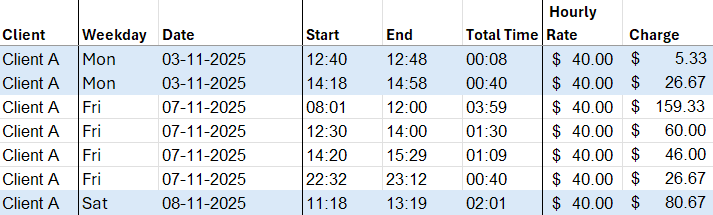 Hourly
Client Weekday Date Start End Total Time Rate Charge
Client A Mon 03-11-2025 12:40 12:48 00:08 $ 40.00 $ 5.33
Client A Mon 03-11-2025 14:18 14:58 00:40 $ 40.00 $ 26.67
Client A Fri 07-11-2025 08:01 12:00 03:59 $ 40.00 $ 159.33
Client A Fri 07-11-2025 12:30 14:00 01:30 $ 40.00 $ 60.00
Client A Fri 07-11-2025 14:20 15:29 01:09 $ 40.00 $ 46.00
Client A Fri 07-11-2025 22:32 23:12 00:40 $ 40.00 $ 26.67
Client A Sat 08-11-2025 11:18 13:19 02:01 $ 40.00 $ 80.67